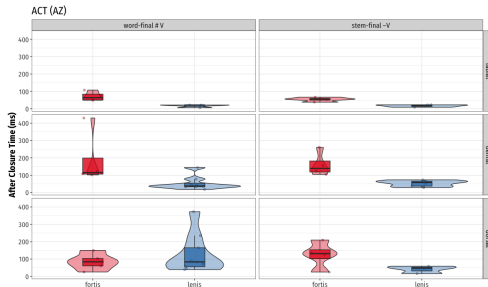 ACT (AZ)
word-final # V
stem-final –V
After Closure Time (ms)
400
300
200
100
0
400
300
200
100
0
400
300
200
100
0
fortis
lenis
fortis
lenis